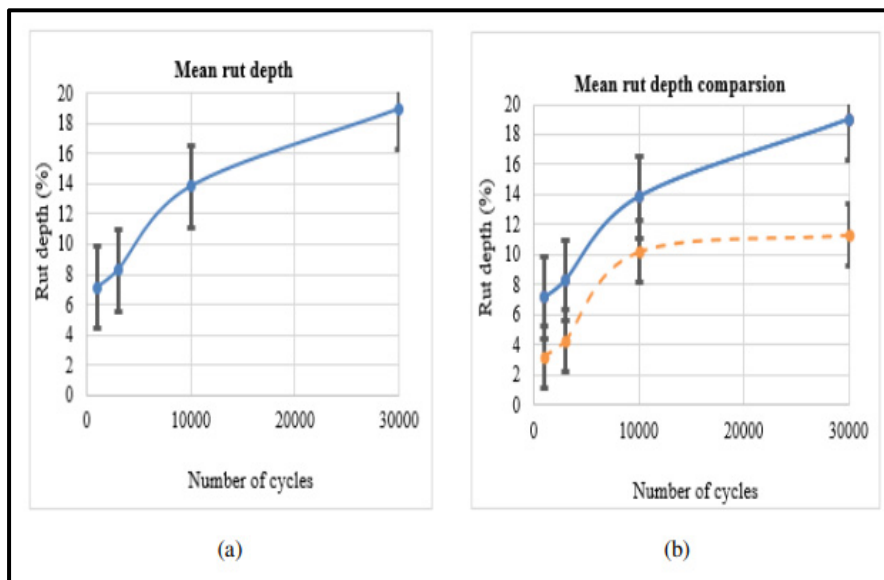 Mean rut depth
20
18
16
14
12
10
8
6
4
2
0
Rut depth (%)
0 10000 20000 30000
Number of cycles
(a)
Mean rut depth comparsion
20
18
16
14
12
10
8
6
4
2
0
Rut depth (%)
0 10000 20000 30000
Number of cycles
(b)